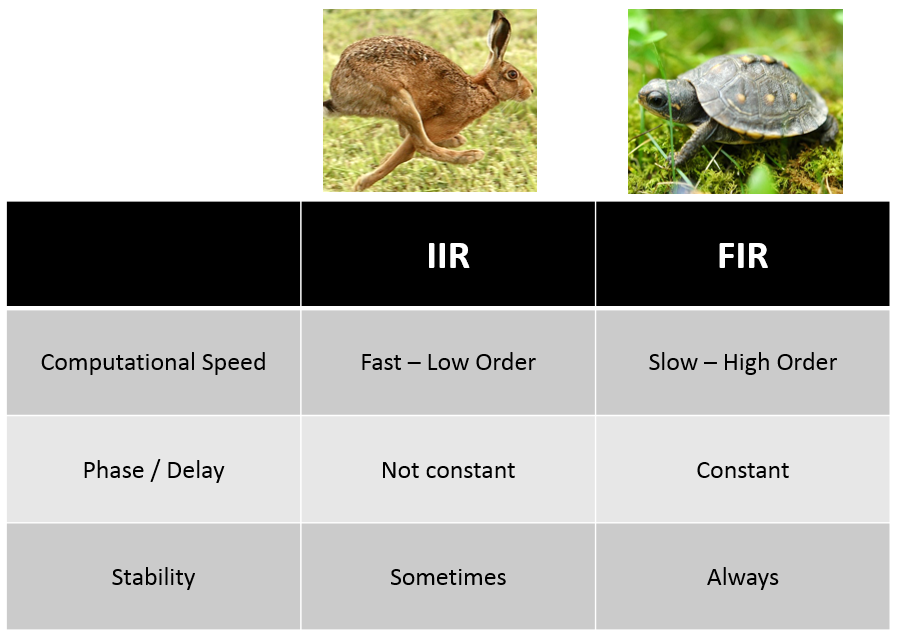 IIR
FIR
Computational Speed
Fast – Low Order
Slow – High Order
Phase / Delay
Not constant
Constant
Stability
Sometimes
Always